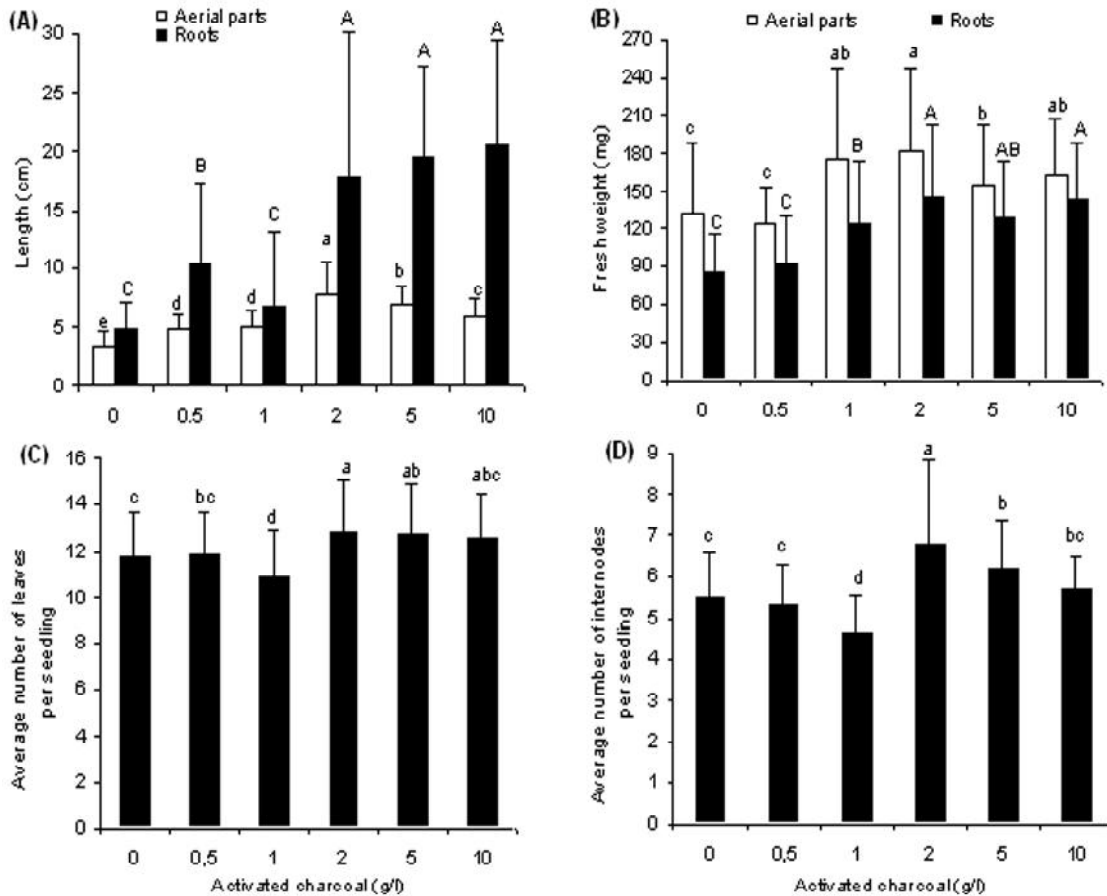 (A)
Aerial parts
Roots
Length (cm)
30
25
20
15
10
5
0
e
C
d
B
d
C
a
A
b
A
c
A
0
0.5
1
2
5
10
(B)
Aerial parts
Roots
Fresh weight (mg)
270
240
210
180
150
120
90
60
30
0
c
C
c
C
ab
B
a
A
b
AB
ab
A
0
0.5
1
2
5
10
(C)
Average number of leaves
per seedling
16
14
12
10
8
6
4
2
0
c
bc
d
a
ab
abc
0
0,5
1
2
5
10
Activated charcoal (g/l)
(D)
Average number of internodes
per seedling
9
8
7
6
5
4
3
2
1
0
c
c
d
a
b
bc
0
0,5
1
2
5
10
Activated charcoal (g/l)